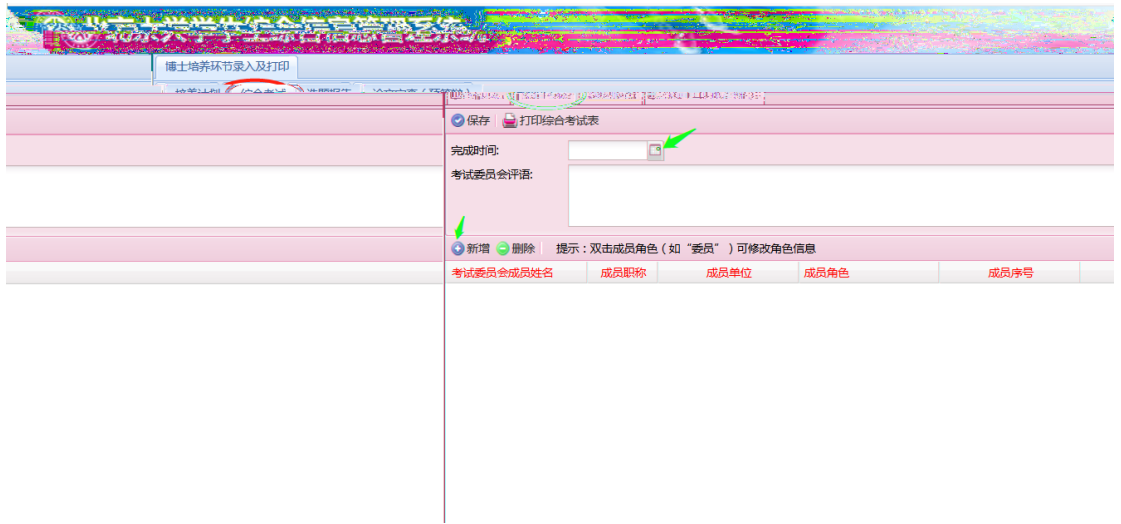 博士培养环节录入及打印
保存 打印综合考试表
完成时间:
考试委员会评语:
新增 删除 提示：双击成员角色（如“委员”）可修改角色信息
考试委员会成员姓名 成员职称 成员单位 成员角色 成员序号